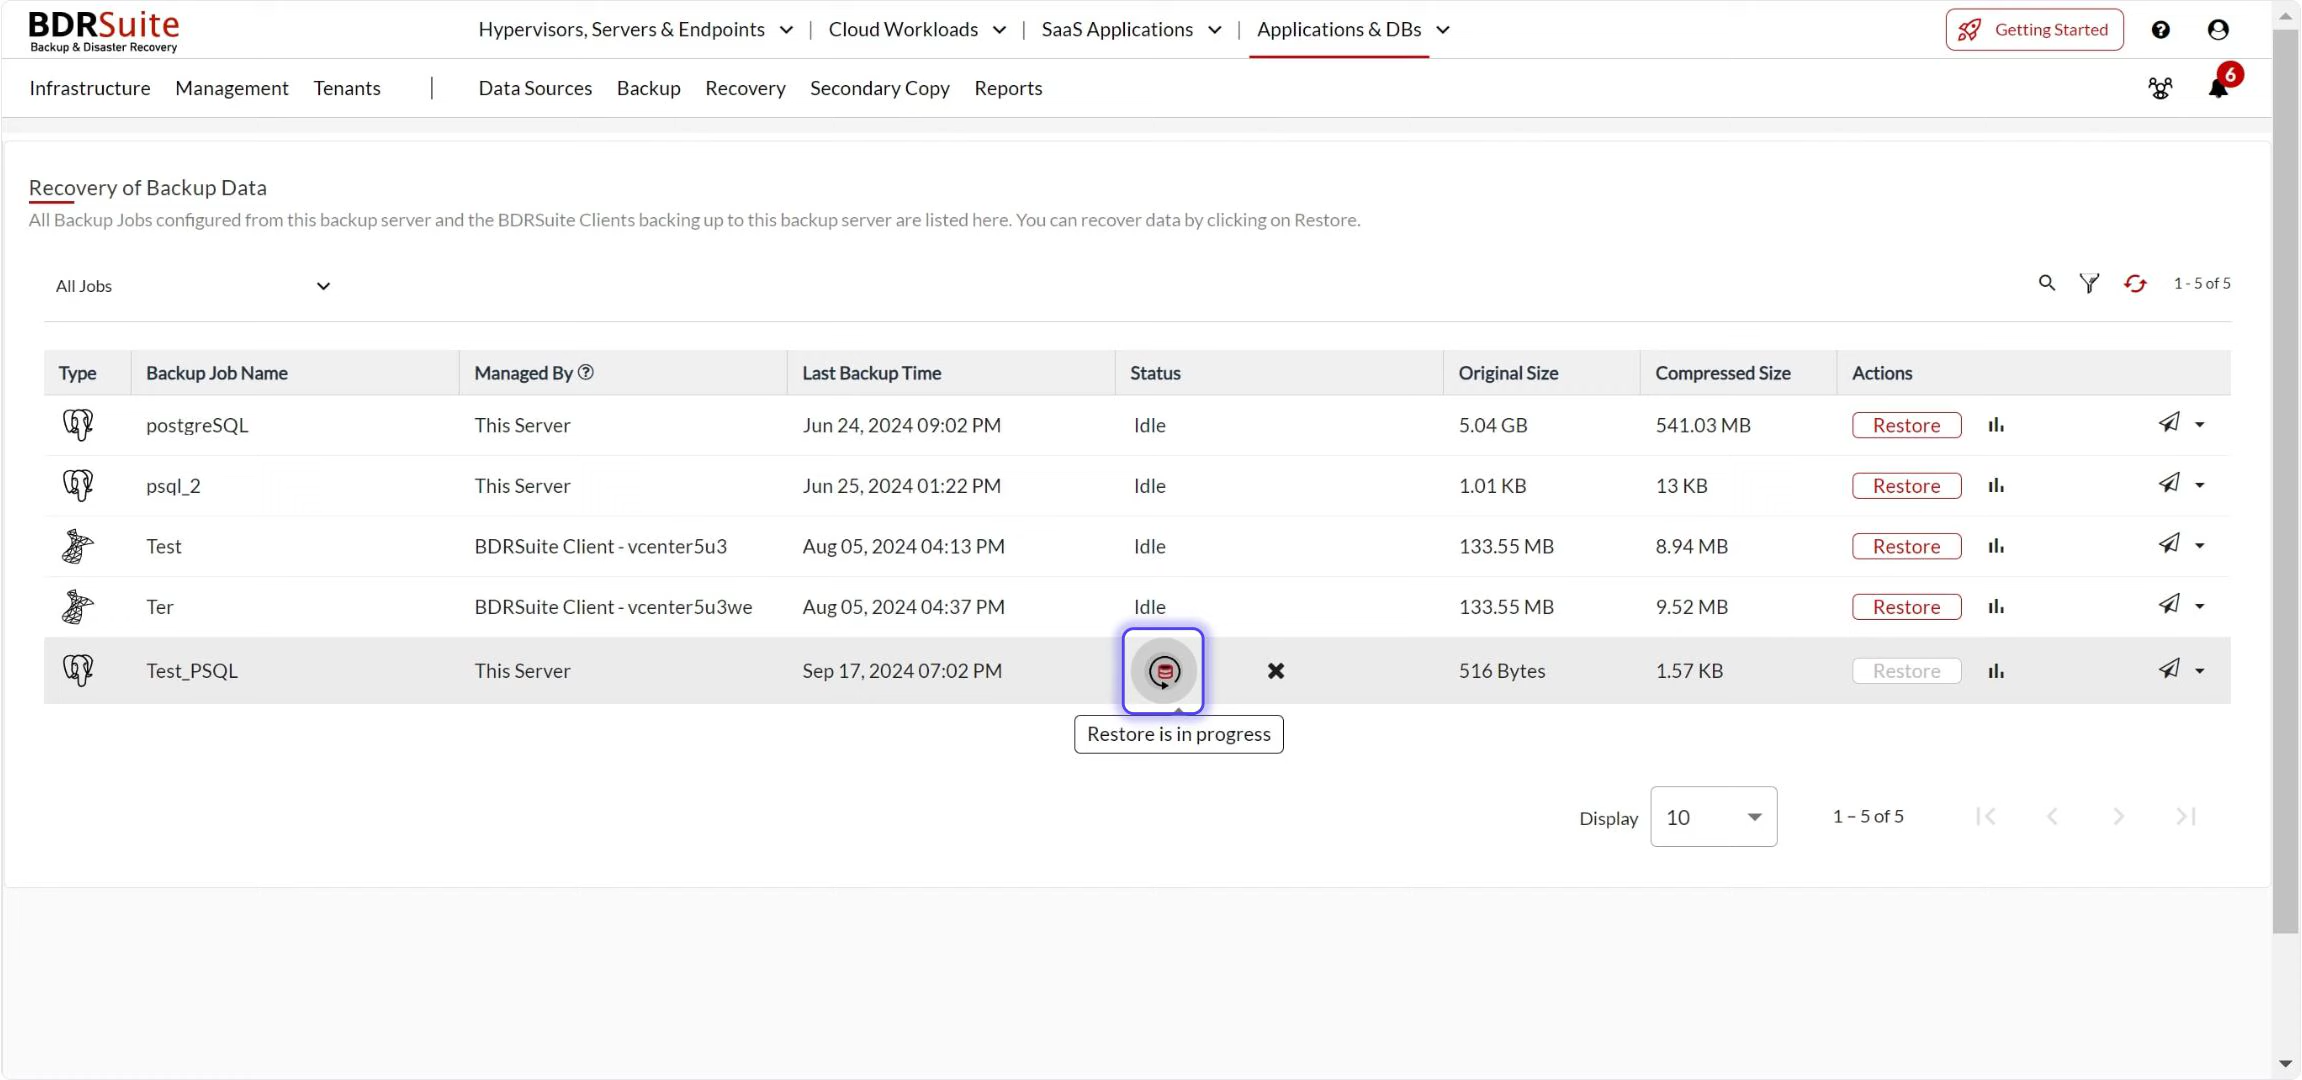 BDRSuite
Backup & Disaster Recovery
Hypervisors, Servers & Endpoints | Cloud Workloads | SaaS Applications | Applications & DBs
Getting Started
Infrastructure Management Tenants | Data Sources Backup Recovery Secondary Copy Reports
6
Recovery of Backup Data
All Backup Jobs configured from this backup server and the BDRSuite Clients backing up to this backup server are listed here. You can recover data by clicking on Restore.
All Jobs
1 - 5 of 5
Type Backup Job Name Managed By Last Backup Time Status Original Size Compressed Size Actions
postgreSQL This Server Jun 24, 2024 09:02 PM Idle 5.04 GB 541.03 MB Restore
psql_2 This Server Jun 25, 2024 01:22 PM Idle 1.01 KB 13 KB Restore
Test BDRSuite Client - vcenter5u3 Aug 05, 2024 04:13 PM Idle 133.55 MB 8.94 MB Restore
Ter BDRSuite Client - vcenter5u3we Aug 05, 2024 04:37 PM Idle 133.55 MB 9.52 MB Restore
Test_PSQL This Server Sep 17, 2024 07:02 PM 516 Bytes 1.57 KB Restore
Restore is in progress
Display 10 1 – 5 of 5